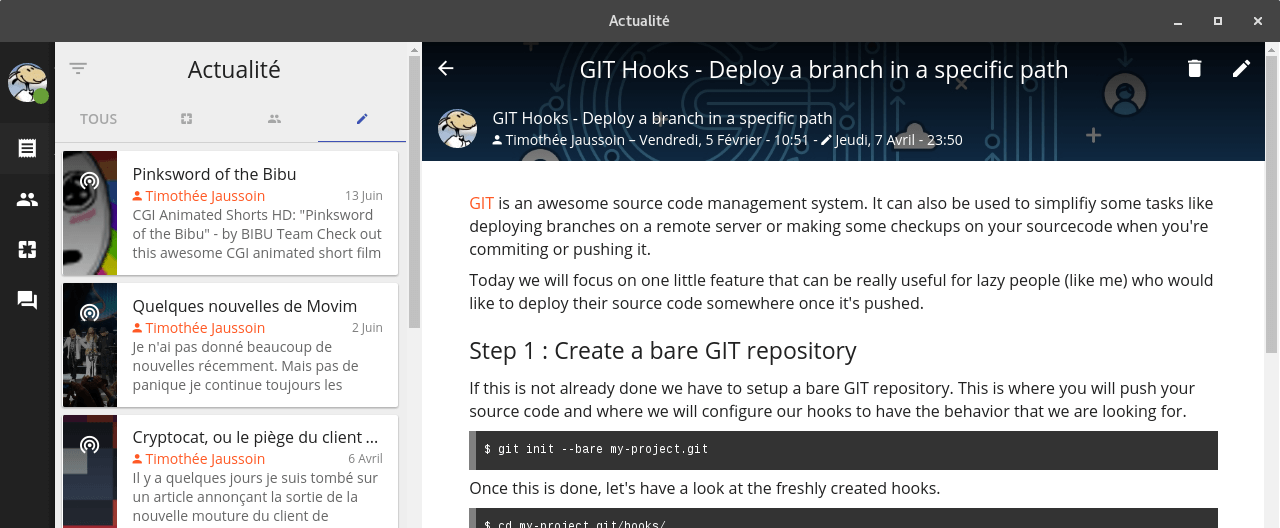 Actualité
Actualité
TOUS
Pinksword of the Bibu
Timothée Jaussoin 13 Juin
CGI Animated Shorts HD: "Pinksword
of the Bibu" - by BIBU Team Check out
this awesome CGI animated short film
Quelques nouvelles de Movim
Timothée Jaussoin 2 Juin
Je n'ai pas donné beaucoup de
nouvelles récemment. Mais pas de
panique je continue toujours les
Cryptocat, ou le piège du client ...
Timothée Jaussoin 6 Avril
Il y a quelques jours je suis tombé sur
un article annonçant la sortie de la
nouvelle mouture du client de
GIT Hooks - Deploy a branch in a specific path
GIT Hooks - Deploy a branch in a specific path
Timothée Jaussoin – Vendredi, 5 Février - 10:51 - Jeudi, 7 Avril - 23:50
GIT is an awesome source code management system. It can also be used to simplifiy some tasks like
deploying branches on a remote server or making some checkups on your sourcecode when you're
commiting or pushing it.
Today we will focus on one little feature that can be really useful for lazy people (like me) who would
like to deploy their source code somewhere once it's pushed.
Step 1 : Create a bare GIT repository
If this is not already done we have to setup a bare GIT repository. This is where you will push your
source code and where we will configure our hooks to have the behavior that we are looking for.
$ git init --bare my-project.git
Once this is done, let's have a look at the freshly created hooks.
$ cd my-project.git/hooks/